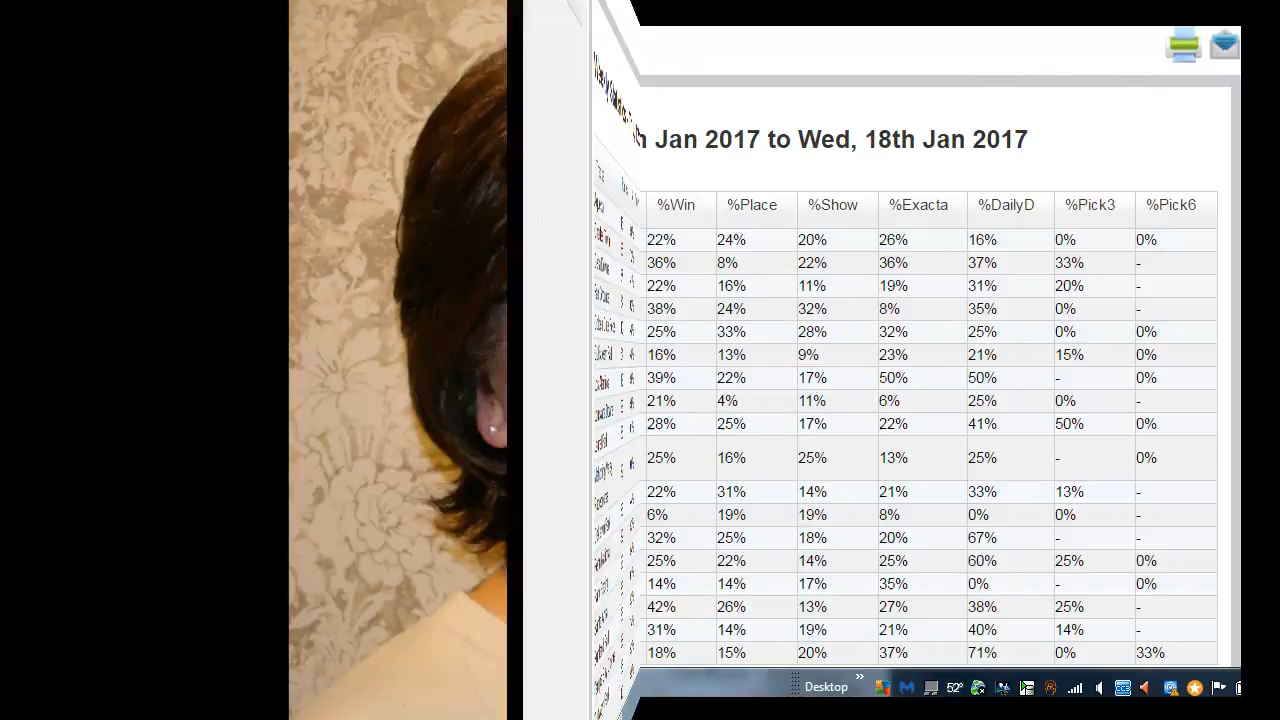 Jan 2017 to Wed, 18th Jan 2017
%Win %Place %Show %Exacta %DailyD %Pick3 %Pick6
22% 24% 20% 26% 16% 0% 0%
36% 8% 22% 36% 37% 33% -
22% 16% 11% 19% 31% 20% -
38% 24% 32% 8% 35% 0% -
25% 33% 28% 32% 25% 0% 0%
16% 13% 9% 23% 21% 15% 0%
39% 22% 17% 50% 50% - 0%
21% 4% 11% 6% 25% 0% -
28% 25% 17% 22% 41% 50% 0%
25% 16% 25% 13% 25% - 0%
22% 31% 14% 21% 33% 13% -
6% 19% 19% 8% 0% 0% -
32% 25% 18% 20% 67% - -
25% 22% 14% 25% 60% 25% 0%
14% 14% 17% 35% 0% - 0%
42% 26% 13% 27% 38% 25% -
31% 14% 19% 21% 40% 14% -
18% 15% 20% 37% 71% 0% 33%
Desktop » 52°